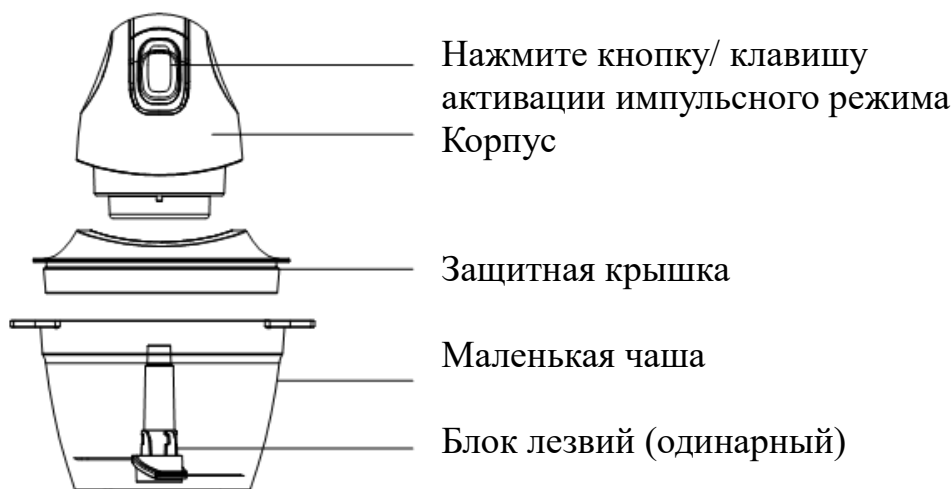 Нажмите кнопку/ клавишу
активации импульсного режима
Корпус
Защитная крышка
Маленькая чаша
Блок лезвий (одинарный)